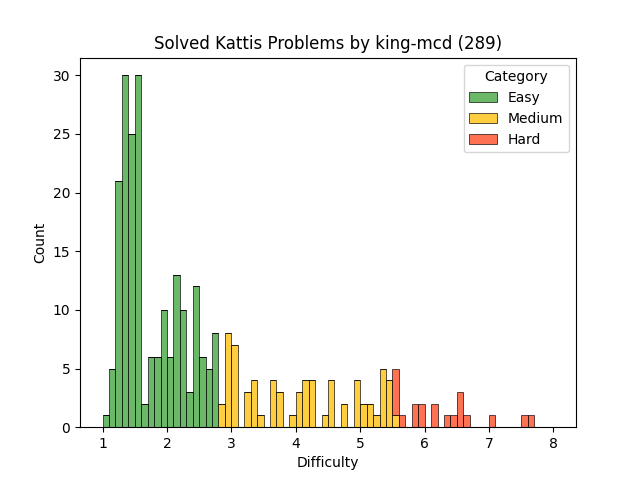 Solved Kattis Problems by king-mcd (289)
Category
Easy
Medium
Hard
Count
30
25
20
15
10
5
0
1 2 3 4 5 6 7 8
Difficulty